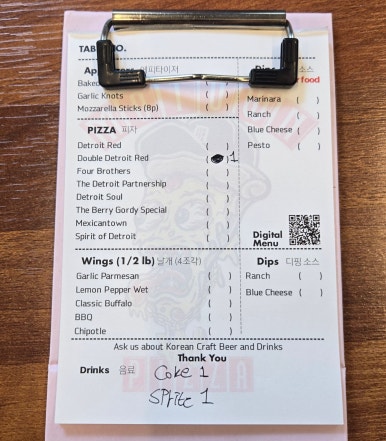 TABLE NO.
애피타이저
Baked
Garlic Knots ( )
Mozzarella Sticks (8p) ( )
소스
food
Marinara ( )
Ranch ( )
Blue Cheese ( )
Pesto ( )
PIZZA 피자
Detroit Red ( )
Double Detroit Red ( ) 1
Four Brothers ( )
The Detroit Partnership ( )
Detroit Soul ( )
The Berry Gordy Special ( )
Mexicantown ( )
Spirit of Detroit ( )
Digital
Menu
Wings (1/2 lb) 날개 (4조각)
Garlic Parmesan ( )
Lemon Pepper Wet ( )
Classic Buffalo ( )
BBQ ( )
Chipotle ( )
Dips 디핑 소스
Ranch ( )
Blue Cheese ( )
Ask us about Korean Craft Beer and Drinks
Thank You
Drinks 음료
Coke 1
Sprite 1